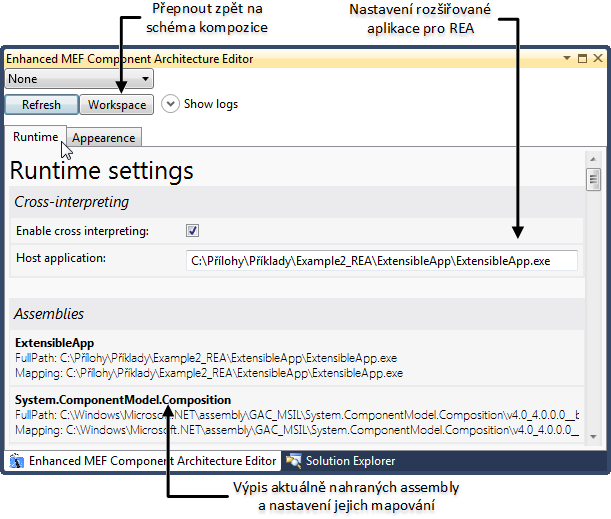 Přepnout zpět na
schéma kompozice
Nastavení rozšiřované
aplikace pro REA
Enhanced MEF Component Architecture Editor
None
Refresh
Workspace
Show logs
Runtime
Appearence
Runtime settings
Cross-interpreting
Enable cross interpreting:
Host application:
C:\Přílohy\Příklady\Example2_REA\ExtensibleApp\ExtensibleApp.exe
Assemblies
ExtensibleApp
FullPath: C:\Přílohy\Příklady\Example2_REA\ExtensibleApp\ExtensibleApp.exe
Mapping: C:\Přílohy\Příklady\Example2_REA\ExtensibleApp\ExtensibleApp.exe
System.ComponentModel.Composition
FullPath: C:\Windows\Microsoft.NET\assembly\GAC_MSIL\System.ComponentModel.Composition\v4.0_4.0.0.0__b
Mapping: C:\Windows\Microsoft.NET\assembly\GAC_MSIL\System.ComponentModel.Composition\v4.0_4.0.0.0__
Enhanced MEF Component Architecture Editor
Solution Explorer
Výpis aktuálně nahraných assembly
a nastavení jejich mapování